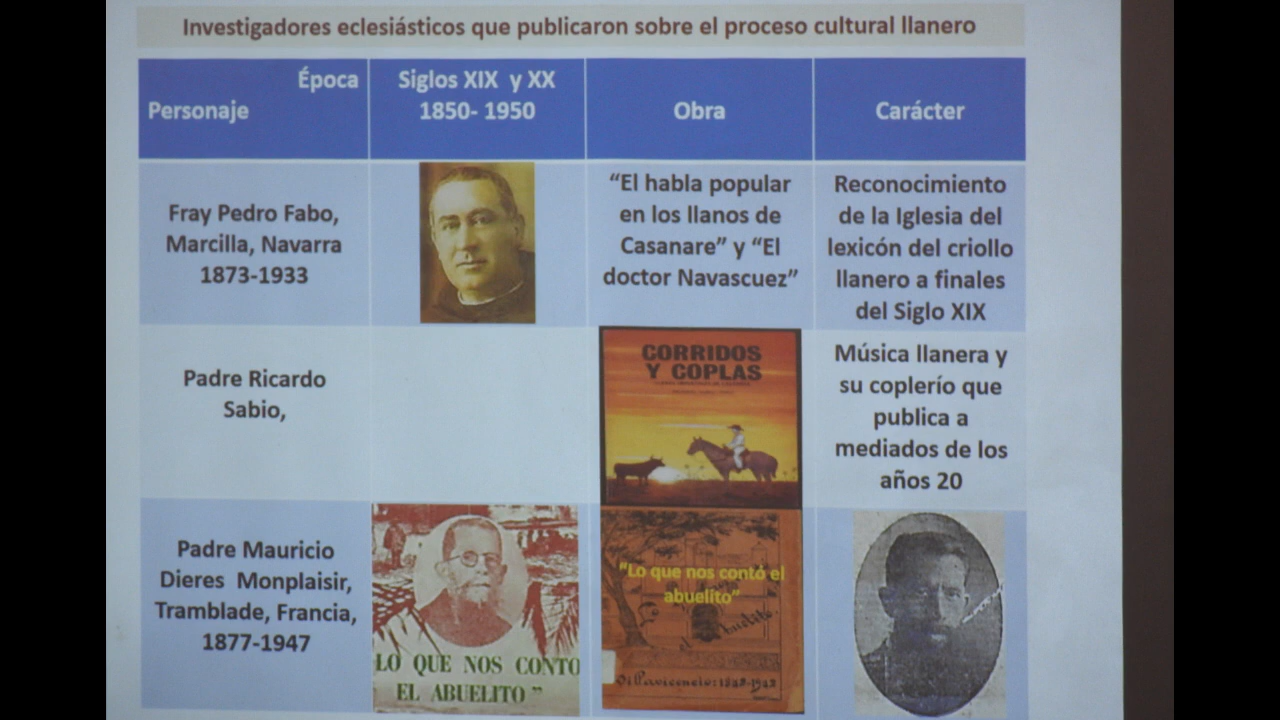 Investigadores eclesiásticos que publicaron sobre el proceso cultural llanero
Época
Personaje
Siglos XIX y XX
1850- 1950
Obra
Carácter
Fray Pedro Fabo,
Marcilla, Navarra
1873-1933
“El habla popular
en los llanos de
Casanare” y “El
doctor Navascuez”
Reconocimiento
de la Iglesia del
lexicón del criollo
llanero a finales
del Siglo XIX
Padre Ricardo
Sabio,
CORRIDOS
Y COPLAS
Música llanera y
su coplerío que
publica a
mediados de los
años 20
Padre Mauricio
Dieres Monplaisir,
Tramblade, Francia,
1877-1947
LO QUE NOS CONTO
EL ABUELITO ”
“Lo que nos contó el
abuelito”